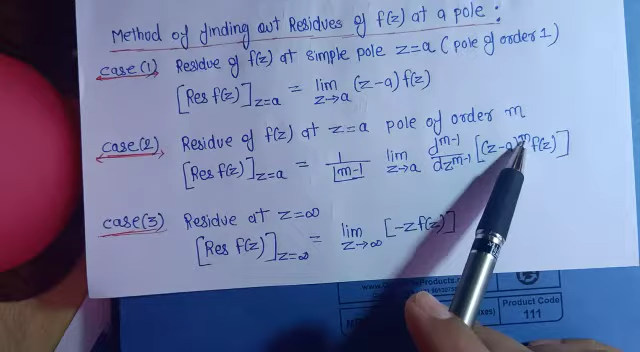 Method of finding out Residues of f(z) at a pole :
case(1) Residue of f(z) at simple pole z=a (pole of order 1)
[Res f(z)]z=a = lim z→a (z-a) f(z)
case(2) Residue of f(z) at z=a pole of order m
[Res f(z)]z=a = 1/|m-1 lim z→a d^m-1/dz^m-1 [(z-a)^m f(z)]
case(3) Residue at z=∞
[Res f(z)]z=∞ = lim z→∞ [-z f(z)]
Product Code
111